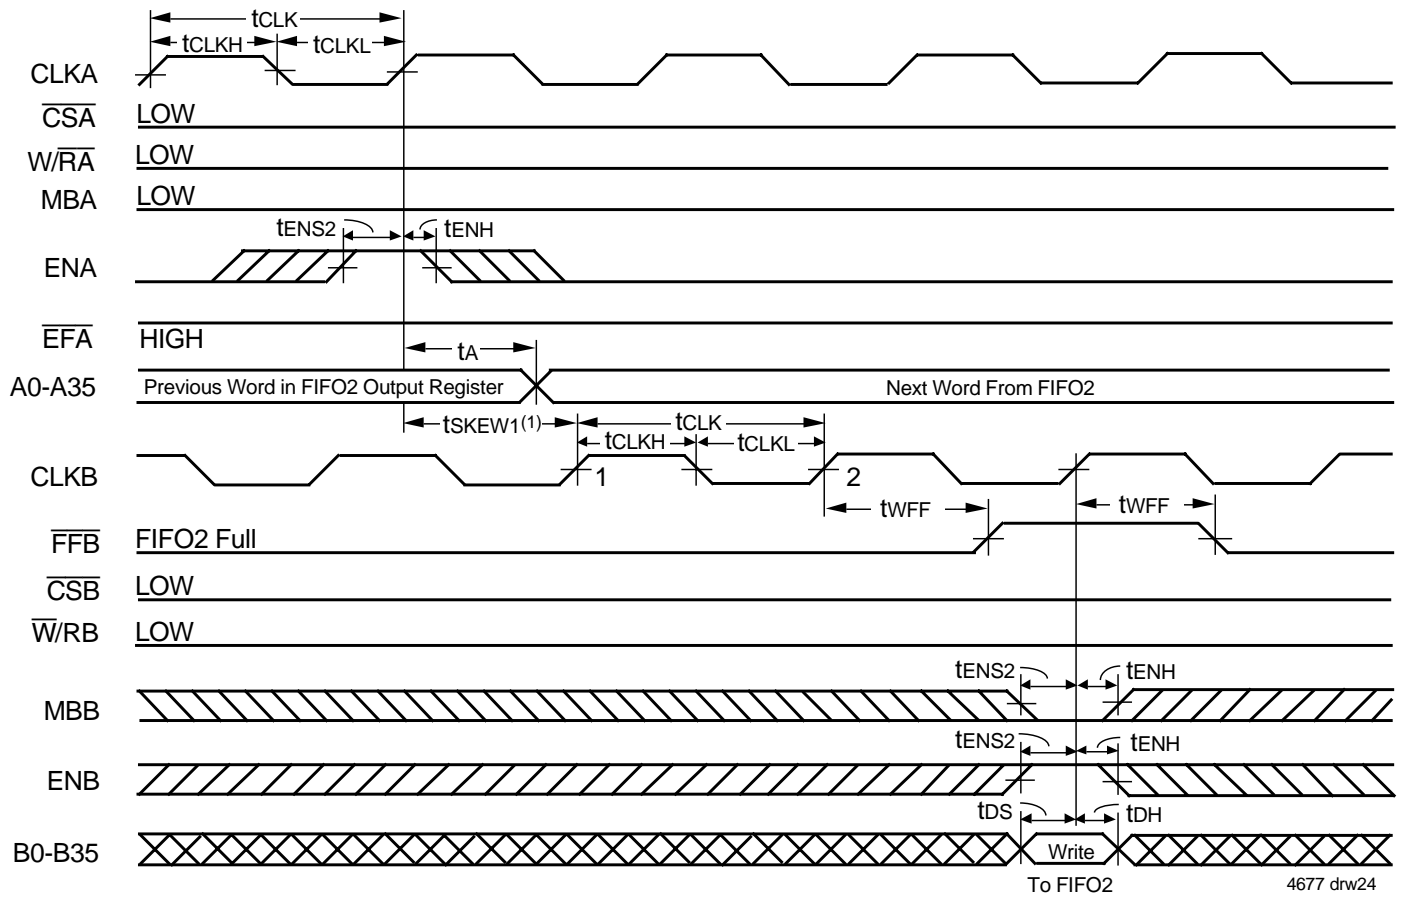 tCLK
tCLKH tCLKL
CLKA
CSA LOW
W/RA LOW
MBA LOW
tENS2 tENH
ENA
EFA HIGH
tA
A0-A35 Previous Word in FIFO2 Output Register Next Word From FIFO2
tSKEW1(1) tCLK
tCLKH tCLKL
CLKB 1 2
tWFF tWFF
FFB FIFO2 Full
CSB LOW
W/RB LOW
tENS2 tENH
MBB
tENS2 tENH
ENB
tDS tDH
B0-B35 Write
To FIFO2 4677 drw24